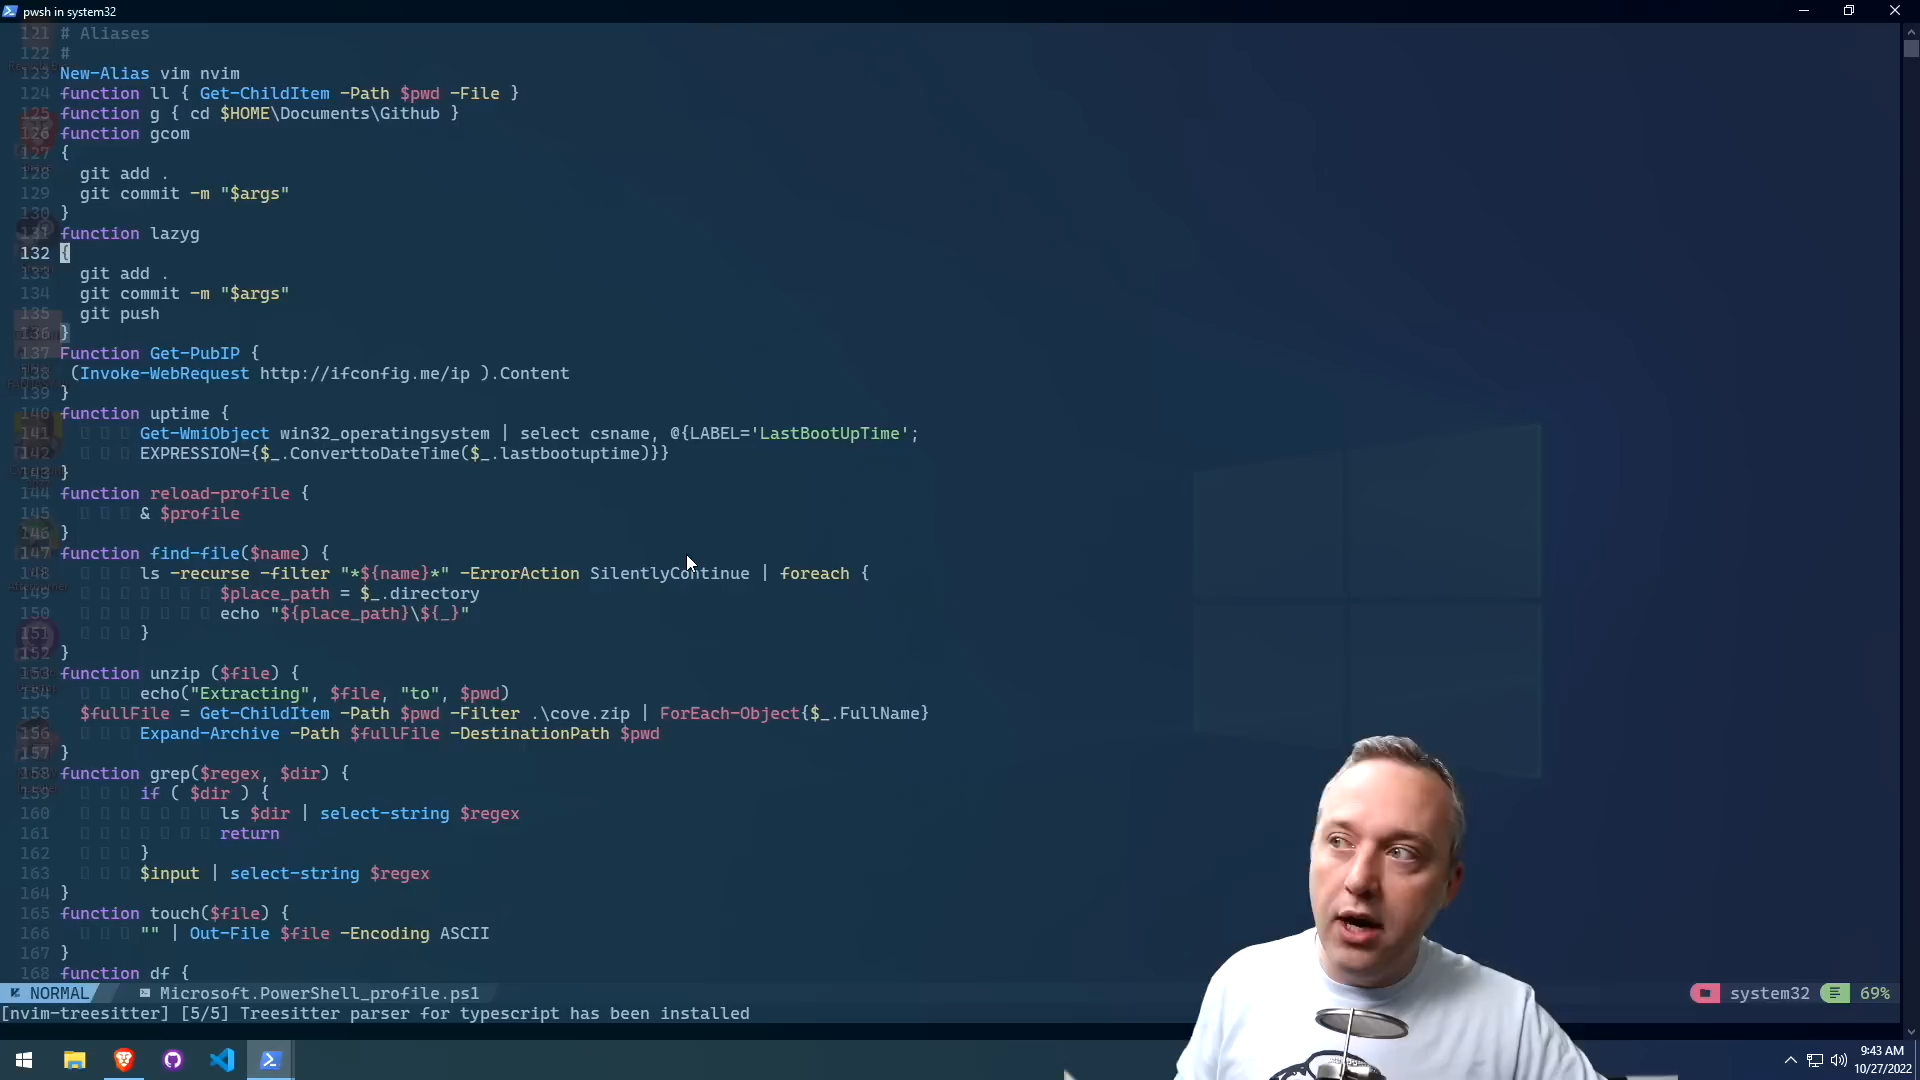 pwsh in system32
121 # Aliases
122 #
123 New-Alias vim nvim
124 function ll { Get-ChildItem -Path $pwd -File }
125 function g { cd $HOME\Documents\Github }
126 function gcom
127 {
128 git add .
129 git commit -m "$args"
130 }
131 function lazyg
132 {
133 git add .
134 git commit -m "$args"
135 git push
136 }
137 Function Get-PubIP {
138 (Invoke-WebRequest http://ifconfig.me/ip ).Content
139 }
140 function uptime {
141 Get-WmiObject win32_operatingsystem | select csname, @{LABEL='LastBootUpTime';
142 EXPRESSION={$_.ConverttoDateTime($_.lastbootuptime)}}
143 }
144 function reload-profile {
145 & $profile
146 }
147 function find-file($name) {
148 ls -recurse -filter "*${name}*" -ErrorAction SilentlyContinue | foreach {
149 $place_path = $_.directory
150 echo "${place_path}\${_}"
151 }
152 }
153 function unzip ($file) {
154 echo("Extracting", $file, "to", $pwd)
155 $fullFile = Get-ChildItem -Path $pwd -Filter .\cove.zip | ForEach-Object{$_.FullName}
156 Expand-Archive -Path $fullFile -DestinationPath $pwd
157 }
158 function grep($regex, $dir) {
159 if ( $dir ) {
160 ls $dir | select-string $regex
161 return
162 }
163 $input | select-string $regex
164 }
165 function touch($file) {
166 "" | Out-File $file -Encoding ASCII
167 }
168 function df {
NORMAL Microsoft.PowerShell_profile.ps1 system32 69%
[nvim-treesitter] [5/5] Treesitter parser for typescript has been installed
9:43 AM
10/27/2022